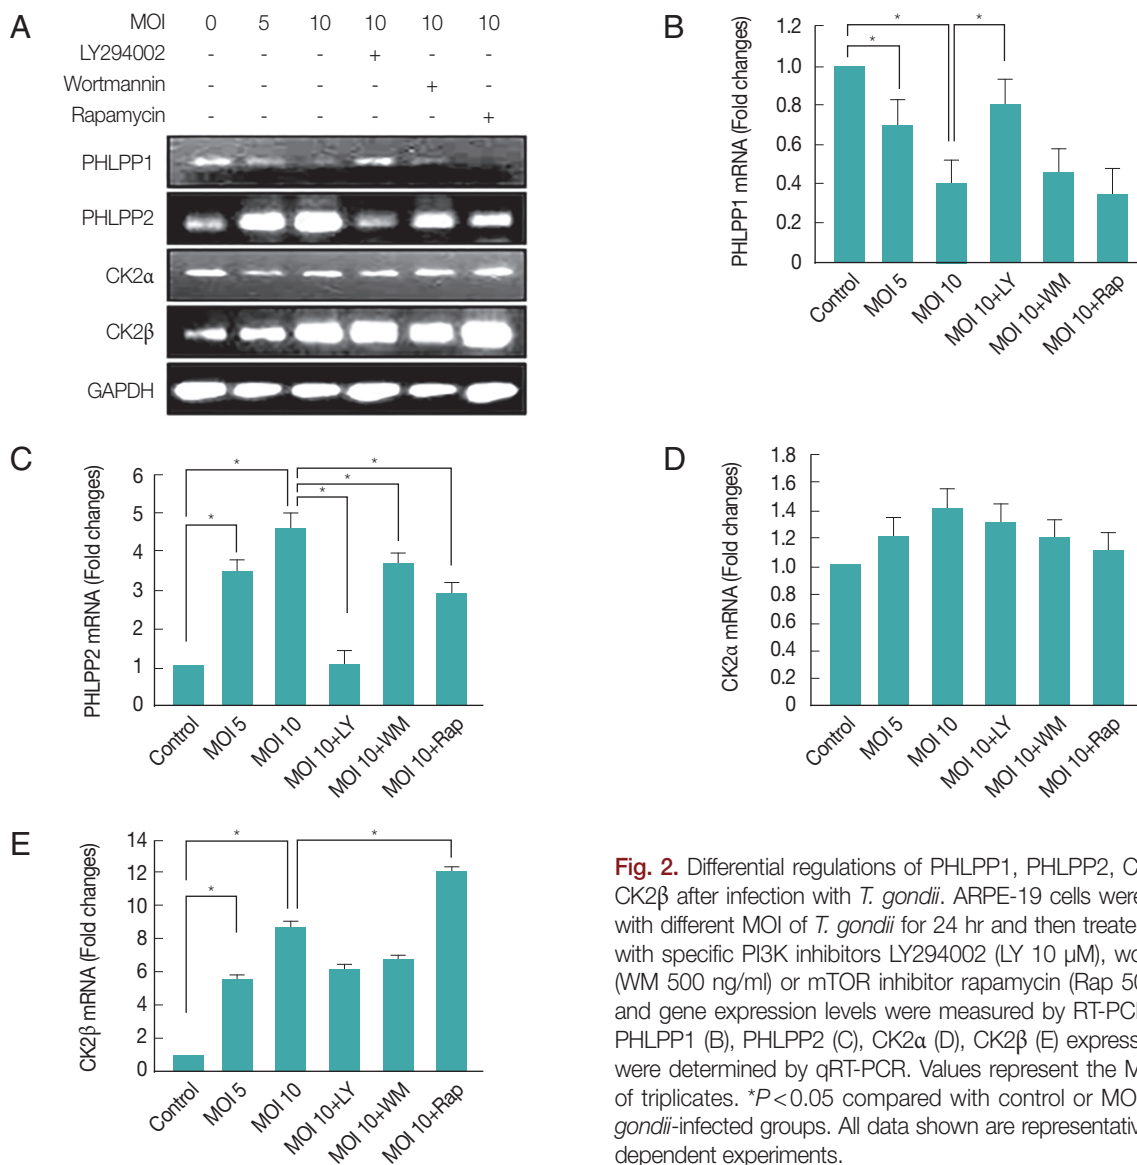 A
MOI 0 5 10 10 10 10
LY294002 - - - + - -
Wortmannin - - - - + -
Rapamycin - - - - - +
PHLPP1
PHLPP2
CK2α
CK2β
GAPDH
B
PHLPP1 mRNA (Fold changes)
1.2
1.0
0.8
0.6
0.4
0.2
0
* * *
Control MOI 5 MOI 10 MOI 10+LY MOI 10+WM MOI 10+Rap
C
PHLPP2 mRNA (Fold changes)
6
5
4
3
2
1
0
* * * * *
Control MOI 5 MOI 10 MOI 10+LY MOI 10+WM MOI 10+Rap
D
CK2α mRNA (Fold changes)
1.8
1.6
1.4
1.2
1.0
0.8
0.6
0.4
0.2
0
Control MOI 5 MOI 10 MOI 10+LY MOI 10+WM MOI 10+Rap
E
CK2β mRNA (Fold changes)
14
12
10
8
6
4
2
0
* * *
Control MOI 5 MOI 10 MOI 10+LY MOI 10+WM MOI 10+Rap
Fig. 2. Differential regulations of PHLPP1, PHLPP2, C
CK2β after infection with T. gondii. ARPE-19 cells were
with different MOI of T. gondii for 24 hr and then treate
with specific PI3K inhibitors LY294002 (LY 10 µM), wo
(WM 500 ng/ml) or mTOR inhibitor rapamycin (Rap 50
and gene expression levels were measured by RT-PCR
PHLPP1 (B), PHLPP2 (C), CK2α (D), CK2β (E) express
were determined by qRT-PCR. Values represent the M
of triplicates. *P<0.05 compared with control or MOI
gondii-infected groups. All data shown are representativ
dependent experiments.